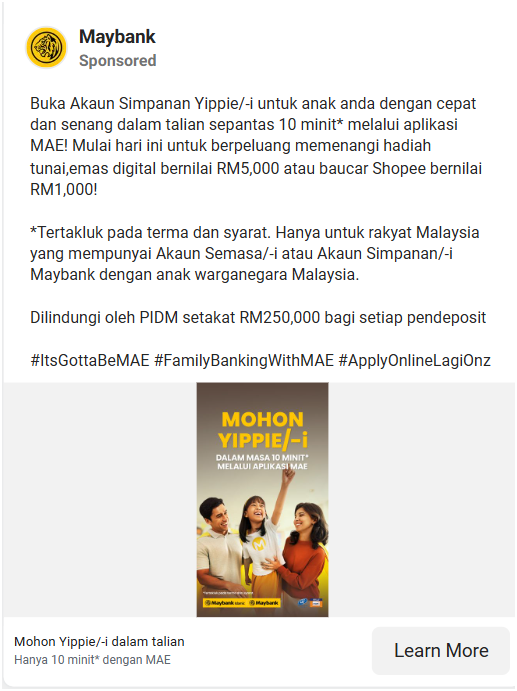 Maybank
Sponsored
Buka Akaun Simpanan Yippie/-i untuk anak anda dengan cepat
dan senang dalam talian sepantas 10 minit* melalui aplikasi
MAE! Mulai hari ini untuk berpeluang memenangi hadiah
tunai,emas digital bernilai RM5,000 atau baucar Shopee bernilai
RM1,000!
*Tertakluk pada terma dan syarat. Hanya untuk rakyat Malaysia
yang mempunyai Akaun Semasa/-i atau Akaun Simpanan/-i
Maybank dengan anak warganegara Malaysia.
Dilindungi oleh PIDM setakat RM250,000 bagi setiap pendeposit
#ItsGottaBeMAE #FamilyBankingWithMAE #ApplyOnlineLagiOnz
MOHON
YIPPIE/-i
DALAM MASA 10 MINIT*
MELALUI APLIKASI MAE
Maybank Islamic Maybank
Mohon Yippie/-i dalam talian
Hanya 10 minit* dengan MAE
Learn More